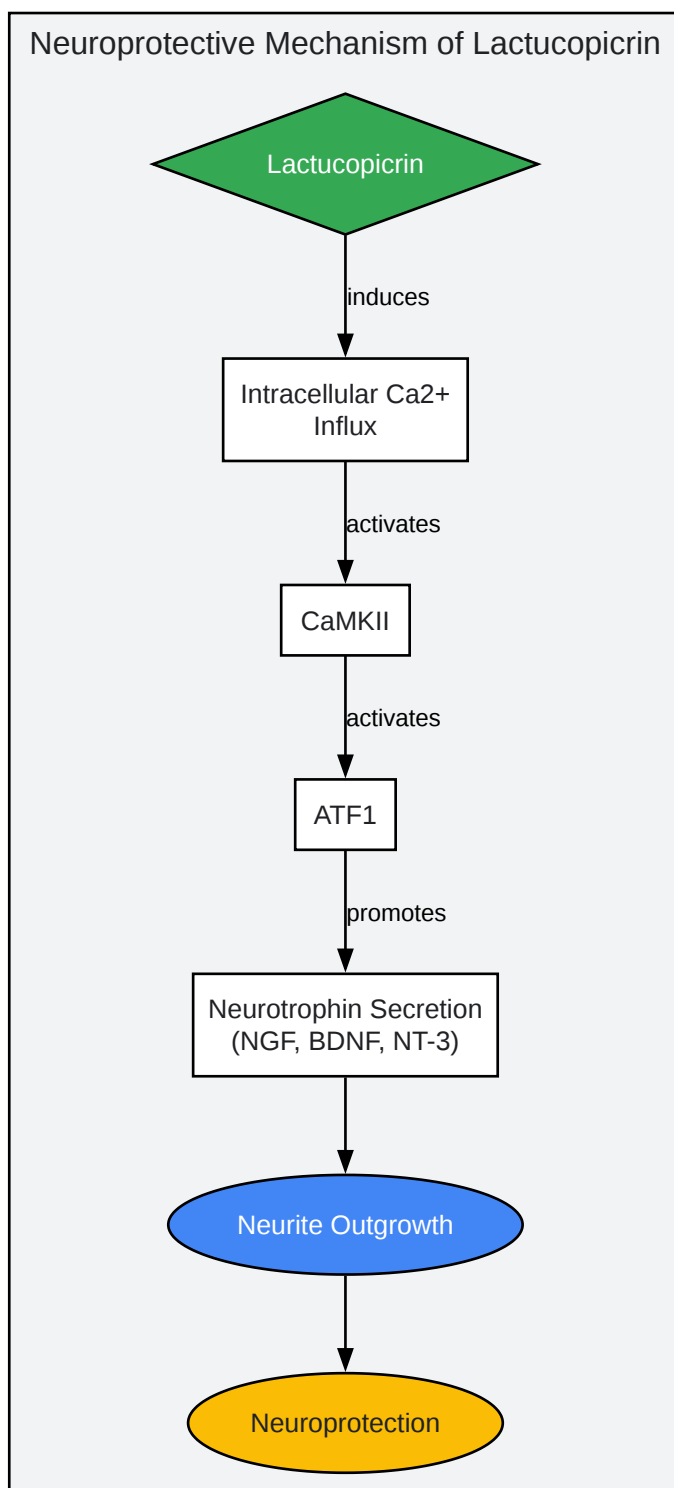 Neuroprotective Mechanism of Lactucopicrin
Lactucopicrin
induces
Intracellular Ca2+
Influx
activates
CaMKII
activates
ATF1
promotes
Neurotrophin Secretion
(NGF, BDNF, NT-3)
Neurite Outgrowth
Neuroprotection